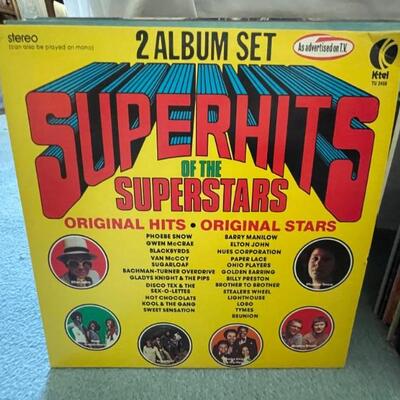 stereo
(can also be played on mono)
2 ALBUM SET
As advertised on T.V.
K-tel
TU 2400
SUPERHITS
OF THE
SUPERSTARS
ORIGINAL HITS • ORIGINAL STARS
PHOEBE SNOW
GWEN McCRAE
BLACKBYRDS
VAN McCOY
SUGARLOAF
BACHMAN-TURNER OVERDRIVE
GLADYS KNIGHT & THE PIPS
DISCO TEX & THE
SEX-O-LETTES
HOT CHOCOLATE
KOOL & THE GANG
SWEET SENSATION
BARRY MANILOW
ELTON JOHN
HUES CORPORATION
PAPER LACE
OHIO PLAYERS
GOLDEN EARRING
BILLY PRESTON
BROTHER TO BROTHER
STEALERS WHEEL
LIGHTHOUSE
LOBO
TYMES
REUNION